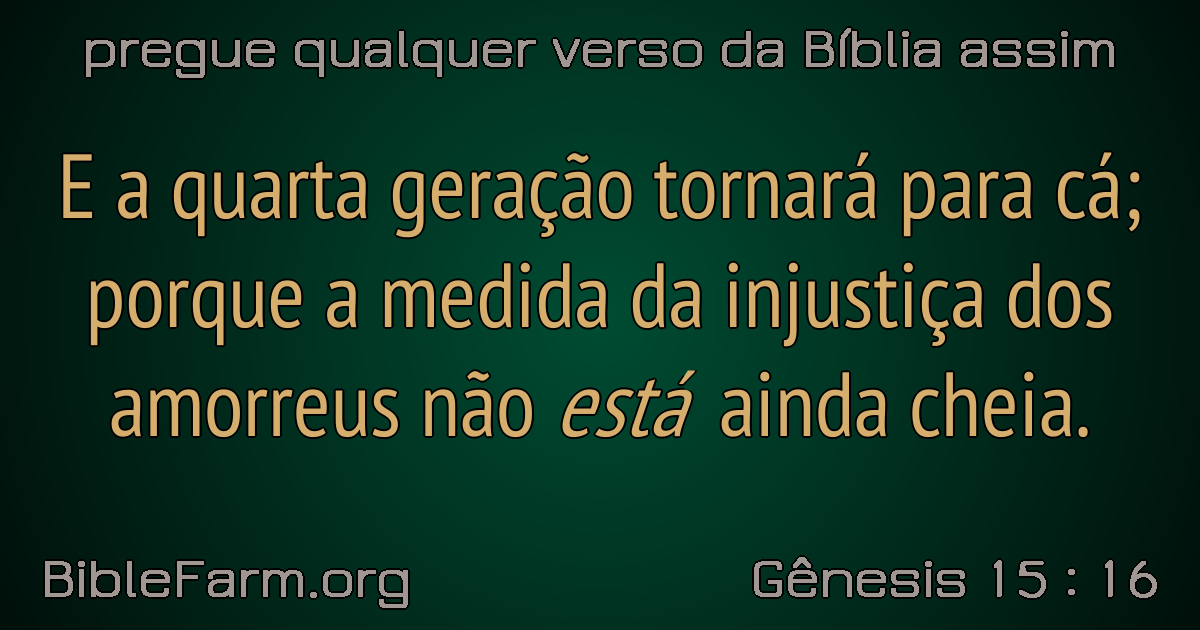 pregue qualquer verso da Bíblia assim
E a quarta geração tornará para cá;
porque a medida da injustiça dos
amorreus não está ainda cheia.
BibleFarm.org
Gênesis 15 : 16